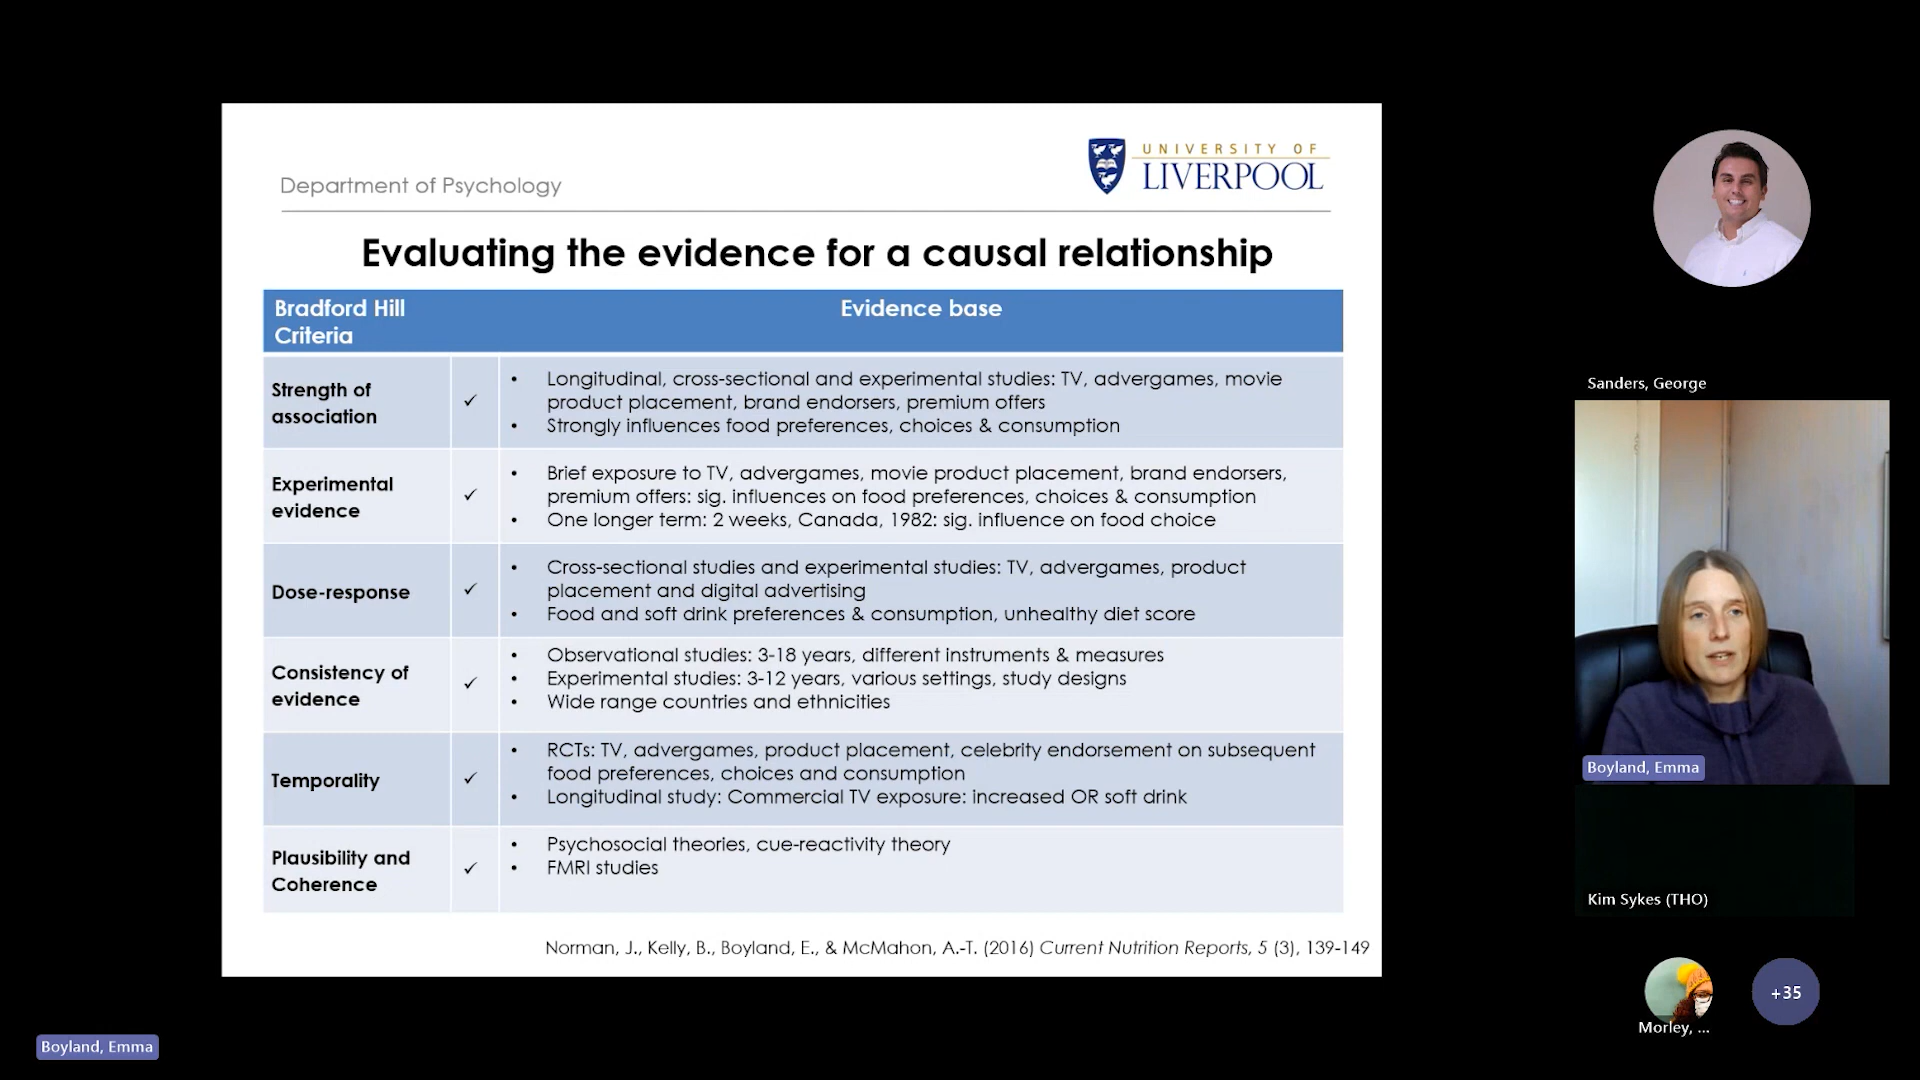 Department of Psychology
UNIVERSITY OF
LIVERPOOL
Evaluating the evidence for a causal relationship
Bradford Hill
Criteria
Evidence base
Strength of
association
✓
• Longitudinal, cross-sectional and experimental studies: TV, advergames, movie
product placement, brand endorsers, premium offers
• Strongly influences food preferences, choices & consumption
Experimental
evidence
✓
• Brief exposure to TV, advergames, movie product placement, brand endorsers,
premium offers: sig. influences on food preferences, choices & consumption
• One longer term: 2 weeks, Canada, 1982: sig. influence on food choice
Dose-response
✓
• Cross-sectional studies and experimental studies: TV, advergames, product
placement and digital advertising
• Food and soft drink preferences & consumption, unhealthy diet score
Consistency of
evidence
✓
• Observational studies: 3-18 years, different instruments & measures
• Experimental studies: 3-12 years, various settings, study designs
• Wide range countries and ethnicities
Temporality
✓
• RCTs: TV, advergames, product placement, celebrity endorsement on subsequent
food preferences, choices and consumption
• Longitudinal study: Commercial TV exposure: increased OR soft drink
Plausibility and
Coherence
✓
• Psychosocial theories, cue-reactivity theory
• FMRI studies
Norman, J., Kelly, B., Boyland, E., & McMahon, A.-T. (2016) Current Nutrition Reports, 5 (3), 139-149
Sanders, George
Boyland, Emma
Kim Sykes (THO)
Morley, ...
+35
Boyland, Emma